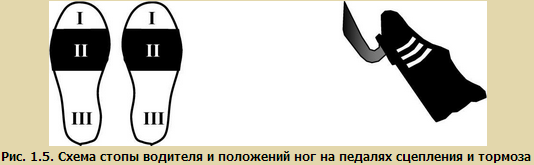 I I
II II
III III
Рис. 1.5. Схема стопы водителя и положений ног на педалях сцепления и тормоза